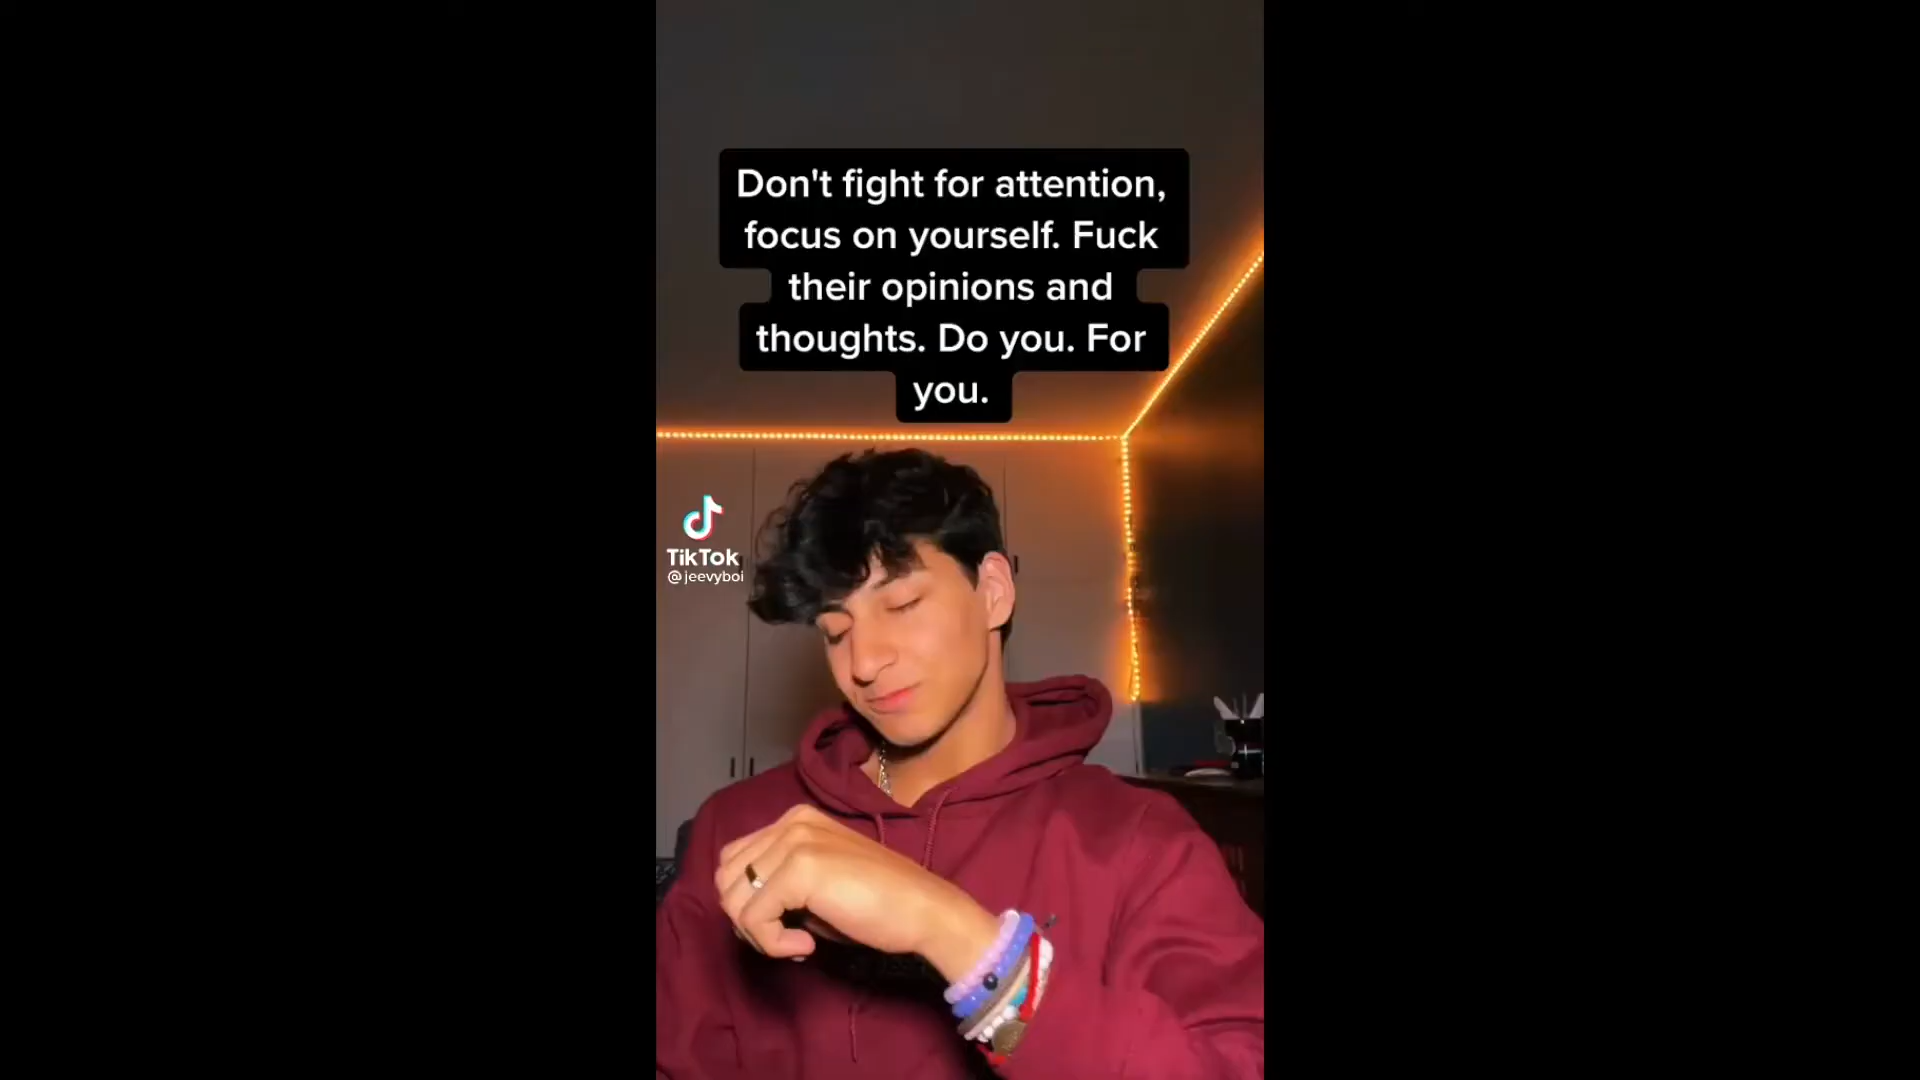 Don't fight for attention,
focus on yourself. Fuck
their opinions and
thoughts. Do you. For
you.
TikTok
@jeevyboi